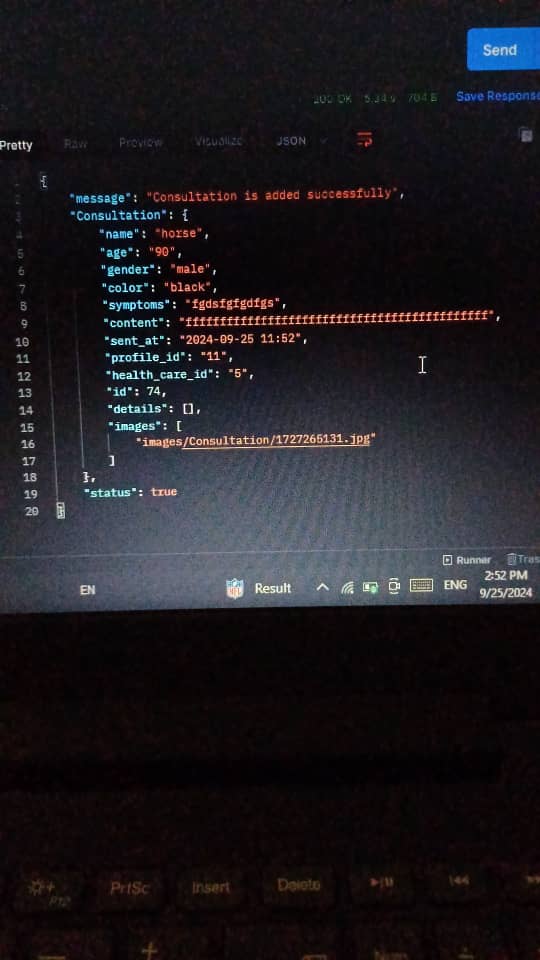 Send
200 OK 5.34 s 704 B Save Response
Pretty Raw Preview Visualize JSON
1 {
2 "message": "Consultation is added successfully",
3 "Consultation": {
4 "name": "horse",
5 "age": "90",
6 "gender": "male",
7 "color": "black",
8 "symptoms": "fgdsfgfgdfgs",
9 "content": "ffffffffffffffffffffffffffffffffffffffffffffff",
10 "sent_at": "2024-09-25 11:52",
11 "profile_id": "11",
12 "health_care_id": "5",
13 "id": 74,
14 "details": [],
15 "images": [
16 "images/Consultation/1727265131.jpg"
17 ]
18 },
19 "status": true
20 }
Runner Tras
EN Result ENG 2:52 PM
9/25/2024
F12 PrtSc Insert Delete